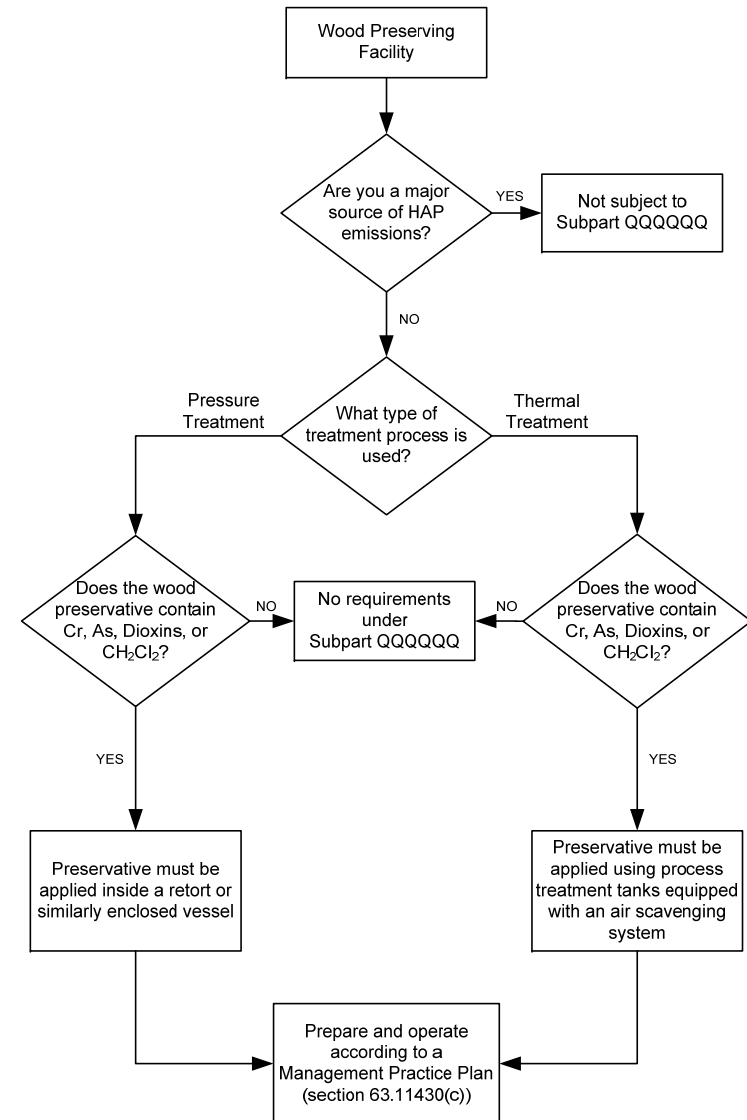 Wood Preserving
Facility
Are you a major
source of HAP
emissions?
YES
Not subject to
Subpart QQQQQQ
NO
Pressure
Treatment
What type of
treatment process is
used?
Thermal
Treatment
Does the wood
preservative contain
Cr, As, Dioxins, or
CH₂Cl₂?
NO
No requirements
under
Subpart QQQQQQ
NO
Does the wood
preservative contain
Cr, As, Dioxins, or
CH₂Cl₂?
YES
YES
Preservative must be
applied inside a retort or
similarly enclosed vessel
Preservative must be
applied using process
treatment tanks equipped
with an air scavenging
system
Prepare and operate
according to a
Management Practice Plan
(section 63.11430(c))